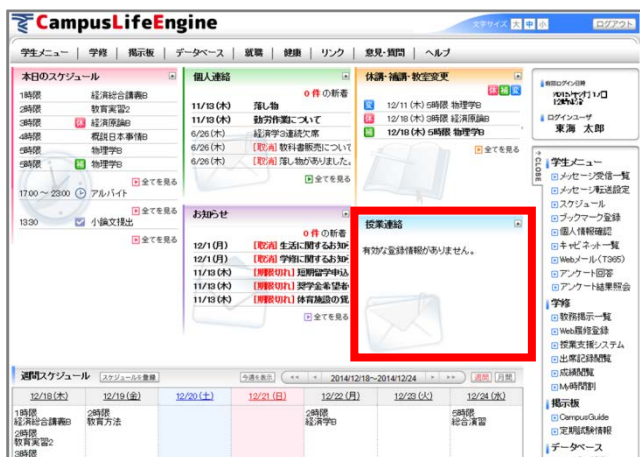 CampusLifeEngine
文字サイズ 大 中 小
ログアウト
学生メニュー | 学修 | 掲示板 | データベース | 就職 | 健康 | リンク | 意見・質問 | ヘルプ
本日のスケジュール
1時限 経済総合講義B
2時限 教育実習2
3時限 休 経済原論B
4時限 概説日本事情B
5時限 物理学B
5時限 補 物理学B
全てを見る
17:00 ～ 23:00 アルバイト
全てを見る
13:30 小論文提出
全てを見る
個人連絡
0 件 の新着
11/13 (木) 落し物
11/13 (木) 勤労作業について
6/26 (木) 経済学3連続欠席
6/26 (木) [取消] 教科書販売について
6/26 (木) [取消] 落し物がありました。
全てを見る
お知らせ
0 件 の新着
12/1 (月) [取消] 生活に関するお知
12/1 (月) [取消] 学修に関するお知
11/13 (木) [期限切れ] 短期留学申込
11/13 (木) [期限切れ] 奨学金希望者
11/13 (木) [期限切れ] 体育施設の貸
全てを見る
休講・補講・教室変更
休 補 変
変 12/11 (木) 5時限 物理学B
休 12/18 (木) 3時限 経済原論B
補 12/18 (木) 5時限 物理学B
全てを見る
授業連絡
有効な登録情報がありません。
前回ログイン日時
ログインユーザ
東海 太郎
CLOSE
学生メニュー
メッセージ受信一覧
メッセージ転送設定
スケジュール
ブックマーク登録
個人情報確認
キャビネット一覧
Webメール(T365)
アンケート回答
アンケート結果照会
学修
教務掲示一覧
Web履修登録
授業支援システム
出席記録閲覧
成績閲覧
My時間割
掲示板
CampusGuide
定期試験情報
データベース
週間スケジュール
スケジュールを登録
今週を表示
2014/12/18～2014/12/24
週間 月間
12/18 (木) 12/19 (金) 12/20 (土) 12/21 (日) 12/22 (月) 12/23 (火) 12/24 (水)
1時限
経済総合講義B
2時限
教育実習2
3時限
2時限
教育方法
2時限
経済学B
5時限
総合演習